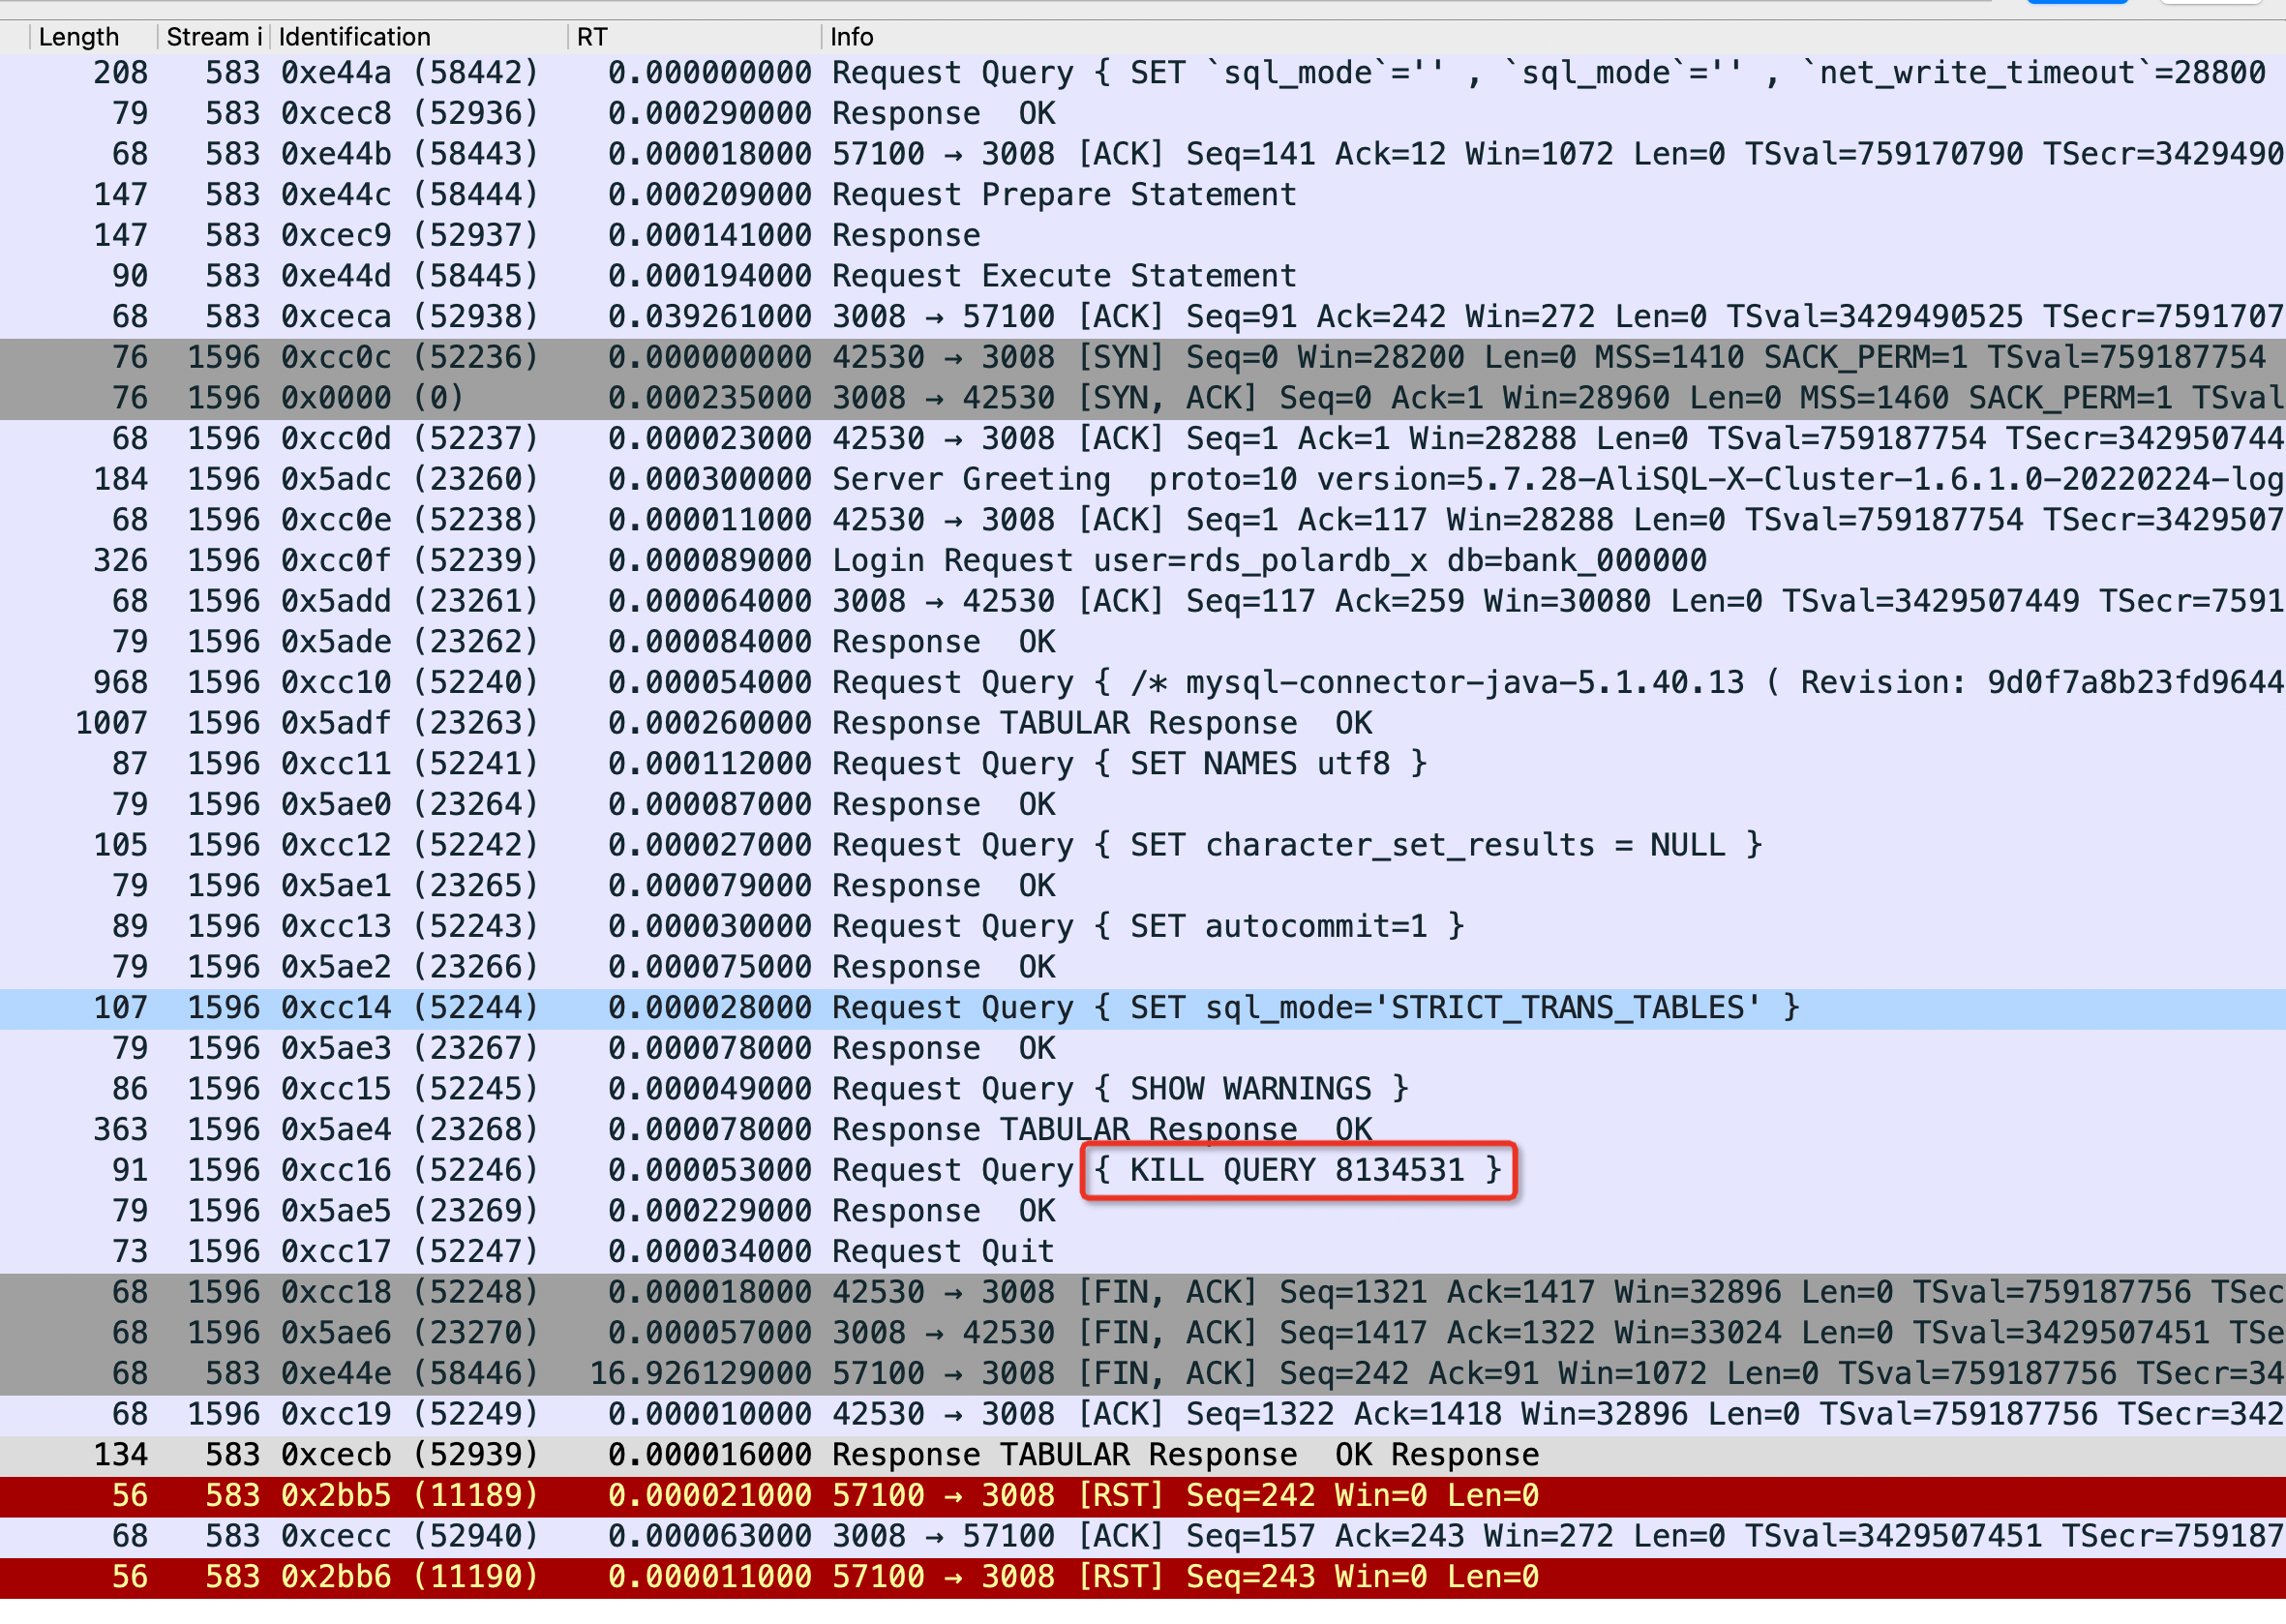 Length Stream i Identification RT Info
208 583 0xe44a (58442) 0.000000000 Request Query { SET `sql_mode`='' , `sql_mode`='' , `net_write_timeout`=28800
79 583 0xcec8 (52936) 0.000290000 Response OK
68 583 0xe44b (58443) 0.000018000 57100 → 3008 [ACK] Seq=141 Ack=12 Win=1072 Len=0 TSval=759170790 TSecr=3429490
147 583 0xe44c (58444) 0.000209000 Request Prepare Statement
147 583 0xcec9 (52937) 0.000141000 Response
90 583 0xe44d (58445) 0.000194000 Request Execute Statement
68 583 0xceca (52938) 0.039261000 3008 → 57100 [ACK] Seq=91 Ack=242 Win=272 Len=0 TSval=3429490525 TSecr=7591707
76 1596 0xcc0c (52236) 0.000000000 42530 → 3008 [SYN] Seq=0 Win=28200 Len=0 MSS=1410 SACK_PERM=1 TSval=759187754
76 1596 0x0000 (0) 0.000235000 3008 → 42530 [SYN, ACK] Seq=0 Ack=1 Win=28960 Len=0 MSS=1460 SACK_PERM=1 TSval
68 1596 0xcc0d (52237) 0.000023000 42530 → 3008 [ACK] Seq=1 Ack=1 Win=28288 Len=0 TSval=759187754 TSecr=342950744
184 1596 0x5adc (23260) 0.000300000 Server Greeting proto=10 version=5.7.28-AliSQL-X-Cluster-1.6.1.0-20220224-log
68 1596 0xcc0e (52238) 0.000011000 42530 → 3008 [ACK] Seq=1 Ack=117 Win=28288 Len=0 TSval=759187754 TSecr=3429507
326 1596 0xcc0f (52239) 0.000089000 Login Request user=rds_polardb_x db=bank_000000
68 1596 0x5add (23261) 0.000064000 3008 → 42530 [ACK] Seq=117 Ack=259 Win=30080 Len=0 TSval=3429507449 TSecr=7591
79 1596 0x5ade (23262) 0.000084000 Response OK
968 1596 0xcc10 (52240) 0.000054000 Request Query { /* mysql-connector-java-5.1.40.13 ( Revision: 9d0f7a8b23fd9644
1007 1596 0x5adf (23263) 0.000260000 Response TABULAR Response OK
87 1596 0xcc11 (52241) 0.000112000 Request Query { SET NAMES utf8 }
79 1596 0x5ae0 (23264) 0.000087000 Response OK
105 1596 0xcc12 (52242) 0.000027000 Request Query { SET character_set_results = NULL }
79 1596 0x5ae1 (23265) 0.000079000 Response OK
89 1596 0xcc13 (52243) 0.000030000 Request Query { SET autocommit=1 }
79 1596 0x5ae2 (23266) 0.000075000 Response OK
107 1596 0xcc14 (52244) 0.000028000 Request Query { SET sql_mode='STRICT_TRANS_TABLES' }
79 1596 0x5ae3 (23267) 0.000078000 Response OK
86 1596 0xcc15 (52245) 0.000049000 Request Query { SHOW WARNINGS }
363 1596 0x5ae4 (23268) 0.000078000 Response TABULAR Response OK
91 1596 0xcc16 (52246) 0.000053000 Request Query { KILL QUERY 8134531 }
79 1596 0x5ae5 (23269) 0.000229000 Response OK
73 1596 0xcc17 (52247) 0.000034000 Request Quit
68 1596 0xcc18 (52248) 0.000018000 42530 → 3008 [FIN, ACK] Seq=1321 Ack=1417 Win=32896 Len=0 TSval=759187756 TSec
68 1596 0x5ae6 (23270) 0.000057000 3008 → 42530 [FIN, ACK] Seq=1417 Ack=1322 Win=33024 Len=0 TSval=3429507451 TSe
68 583 0xe44e (58446) 16.926129000 57100 → 3008 [FIN, ACK] Seq=242 Ack=91 Win=1072 Len=0 TSval=759187756 TSecr=34
68 1596 0xcc19 (52249) 0.000010000 42530 → 3008 [ACK] Seq=1322 Ack=1418 Win=32896 Len=0 TSval=759187756 TSecr=342
134 583 0xcecb (52939) 0.000016000 Response TABULAR Response OK Response
56 583 0x2bb5 (11189) 0.000021000 57100 → 3008 [RST] Seq=242 Win=0 Len=0
68 583 0xcecc (52940) 0.000063000 3008 → 57100 [ACK] Seq=157 Ack=243 Win=272 Len=0 TSval=3429507451 TSecr=759187
56 583 0x2bb6 (11190) 0.000011000 57100 → 3008 [RST] Seq=243 Win=0 Len=0